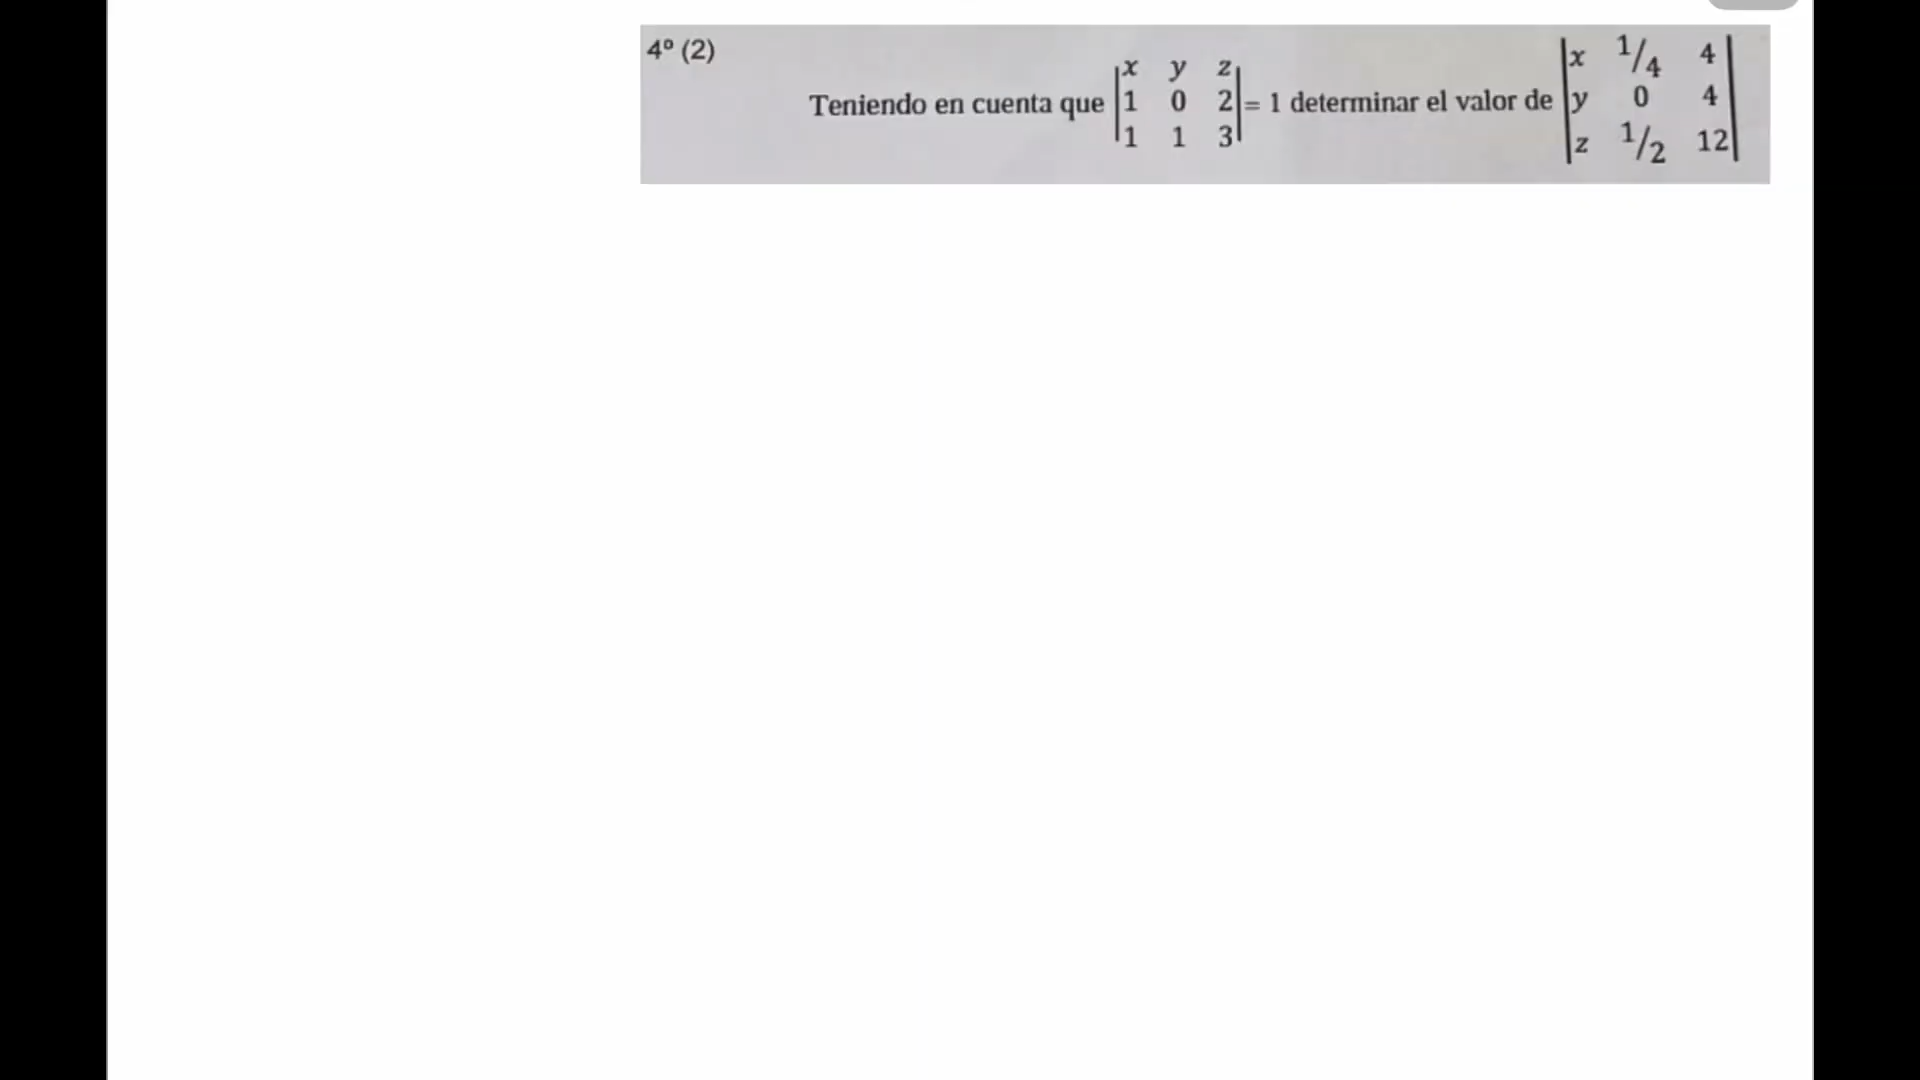 4º (2)
Teniendo en cuenta que |x y z| = 1 determinar el valor de |x 1/4 4|
|1 0 2| |y 0 4|
|1 1 3| |z 1/2 12|